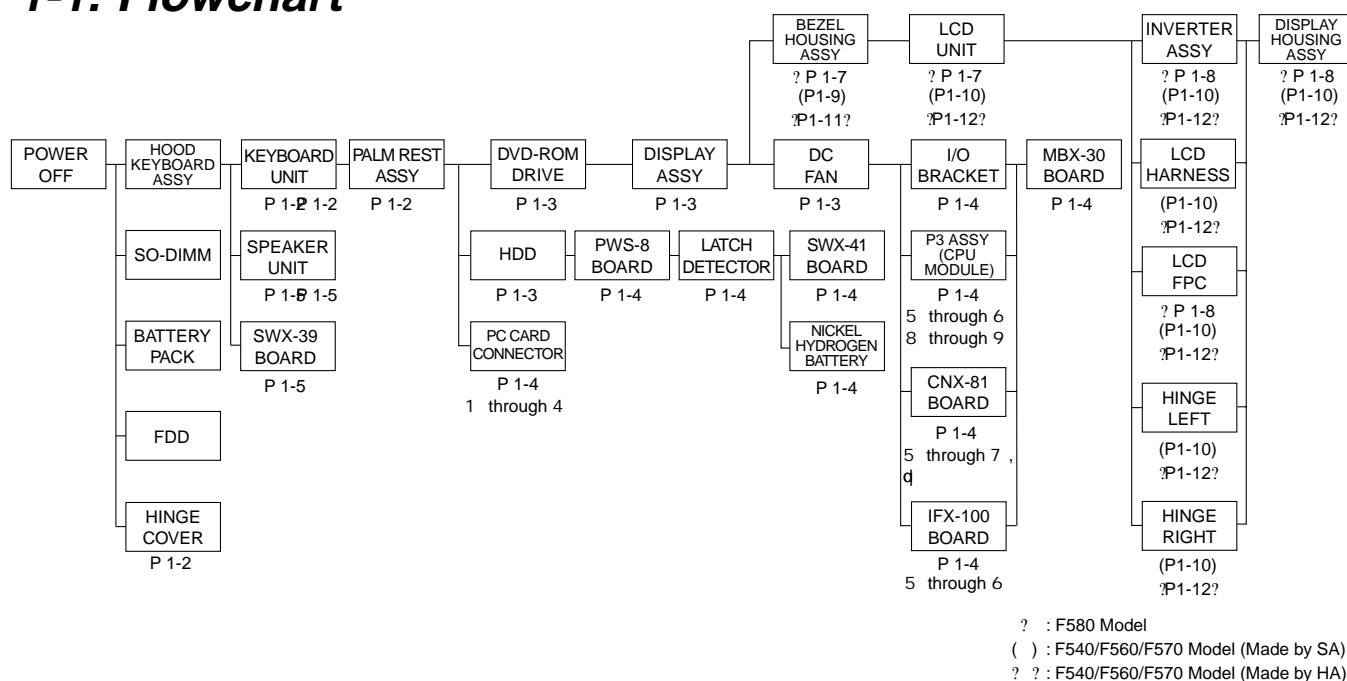 1-1. Flowchart
BEZEL
HOUSING
ASSY
? P 1-7
(P1-9)
?P1-11?
LCD
UNIT
? P 1-7
(P1-10)
?P1-12?
INVERTER
ASSY
? P 1-8
(P1-10)
?P1-12?
DISPLAY
HOUSING
ASSY
? P 1-8
(P1-10)
?P1-12?
POWER
OFF
HOOD
KEYBOARD
ASSY
KEYBOARD
UNIT
P 1-2 P 1-2
PALM REST
ASSY
P 1-2
DVD-ROM
DRIVE
P 1-3
DISPLAY
ASSY
P 1-3
DC
FAN
P 1-3
I/O
BRACKET
P 1-4
MBX-30
BOARD
P 1-4
LCD
HARNESS
(P1-10)
?P1-12?
SO-DIMM
SPEAKER
UNIT
P 1-5 P 1-5
HDD
P 1-3
PWS-8
BOARD
P 1-4
LATCH
DETECTOR
P 1-4
SWX-41
BOARD
P 1-4
P3 ASSY
(CPU
MODULE)
P 1-4
5 through 6
8 through 9
LCD
FPC
? P 1-8
(P1-10)
?P1-12?
BATTERY
PACK
SWX-39
BOARD
P 1-5
PC CARD
CONNECTOR
P 1-4
1 through 4
NICKEL
HYDROGEN
BATTERY
P 1-4
CNX-81
BOARD
P 1-4
5 through 7 ,
HINGE
LEFT
(P1-10)
?P1-12?
FDD
HINGE
COVER
P 1-2
IFX-100
BOARD
P 1-4
5 through 6
HINGE
RIGHT
(P1-10)
?P1-12?
? : F580 Model
( ) : F540/F560/F570 Model (Made by SA)
? ? : F540/F560/F570 Model (Made by HA)